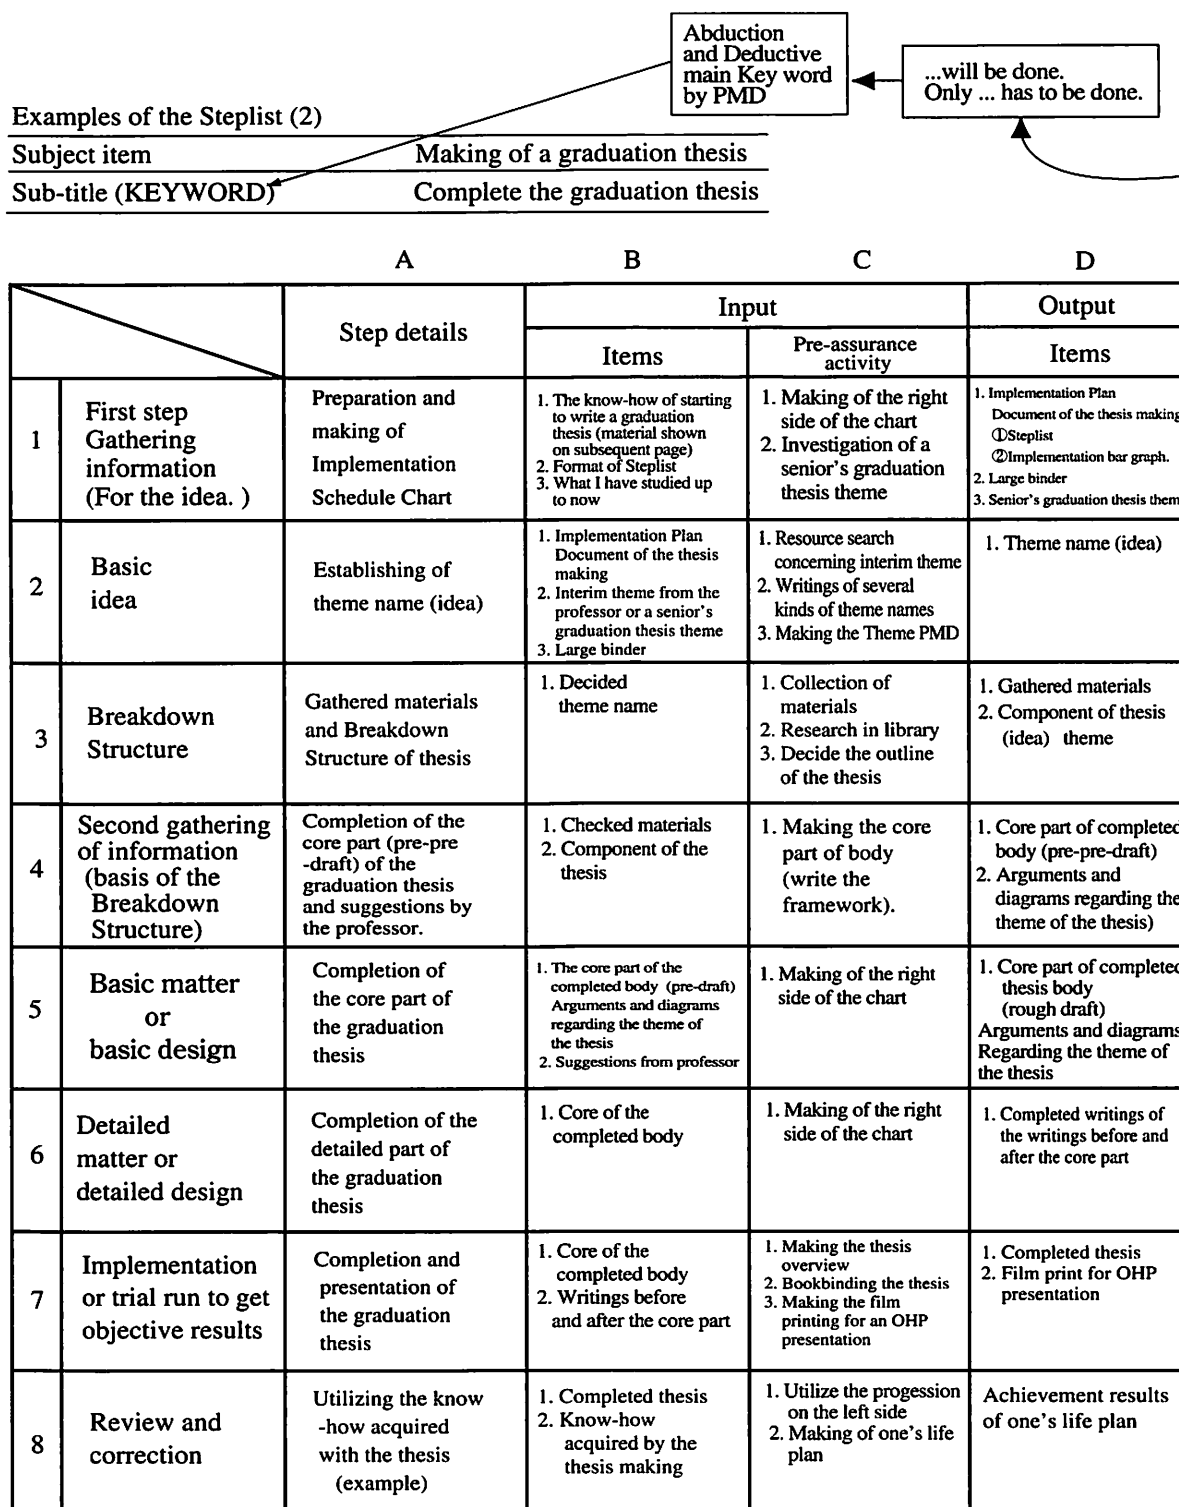 Abduction
and Deductive
main Key word
by PMD
...will be done.
Only ... has to be done.
Examples of the Steplist (2)
Subject item Making of a graduation thesis
Sub-title (KEYWORD) Complete the graduation thesis
A B C D
Step details
Input
Output
Items
Pre-assurance
activity
Items
1
First step
Gathering
information
(For the idea. )
Preparation and
making of
Implementation
Schedule Chart
1. The know-how of starting
to write a graduation
thesis (material shown
on subsequent page)
2. Format of Steplist
3. What I have studied up
to now
1. Making of the right
side of the chart
2. Investigation of a
senior's graduation
thesis theme
1. Implementation Plan
Document of the thesis making
①Steplist
②Implementation bar graph.
2. Large binder
3. Senior's graduation thesis them
2
Basic
idea
Establishing of
theme name (idea)
1. Implementation Plan
Document of the thesis
making
2. Interim theme from the
professor or a senior's
graduation thesis theme
3. Large binder
1. Resource search
concerning interim theme
2. Writings of several
kinds of theme names
3. Making the Theme PMD
1. Theme name (idea)
3
Breakdown
Structure
Gathered materials
and Breakdown
Structure of thesis
1. Decided
theme name
1. Collection of
materials
2. Research in library
3. Decide the outline
of the thesis
1. Gathered materials
2. Component of thesis
(idea) theme
4
Second gathering
of information
(basis of the
Breakdown
Structure)
Completion of the
core part (pre-pre
-draft) of the
graduation thesis
and suggestions by
the professor.
1. Checked materials
2. Component of the
thesis
1. Making the core
part of body
(write the
framework).
1. Core part of completed
body (pre-pre-draft)
2. Arguments and
diagrams regarding the
theme of the thesis)
5
Basic matter
or
basic design
Completion of
the core part of
the graduation
thesis
1. The core part of the
completed body (pre-draft)
Arguments and diagrams
regarding the theme of
the thesis
2. Suggestions from professor
1. Making of the right
side of the chart
1. Core part of completed
thesis body
(rough draft)
Arguments and diagrams
Regarding the theme of
the thesis
6
Detailed
matter or
detailed design
Completion of the
detailed part of
the graduation
thesis
1. Core of the
completed body
1. Making of the right
side of the chart
1. Completed writings of
the writings before and
after the core part
7
Implementation
or trial run to get
objective results
Completion and
presentation of
the graduation
thesis
1. Core of the
completed body
2. Writings before
and after the core part
1. Making the thesis
overview
2. Bookbinding the thesis
3. Making the film
printing for an OHP
presentation
1. Completed thesis
2. Film print for OHP
presentation
8
Review and
correction
Utilizing the know
-how acquired
with the thesis
(example)
1. Completed thesis
2. Know-how
acquired by the
thesis making
1. Utilize the progession
on the left side
2. Making of one's life
plan
Achievement results
of one's life plan